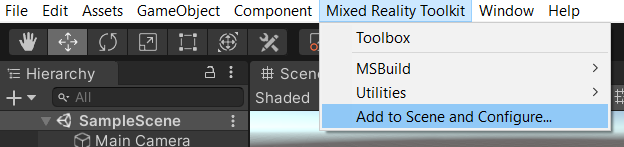 File Edit Assets GameObject Component Mixed Reality Toolkit Window Help
Toolbox
Hierarchy
Scen
MSBuild
All
Shaded
Utilities
SampleScene
Add to Scene and Configure...
Main Camera